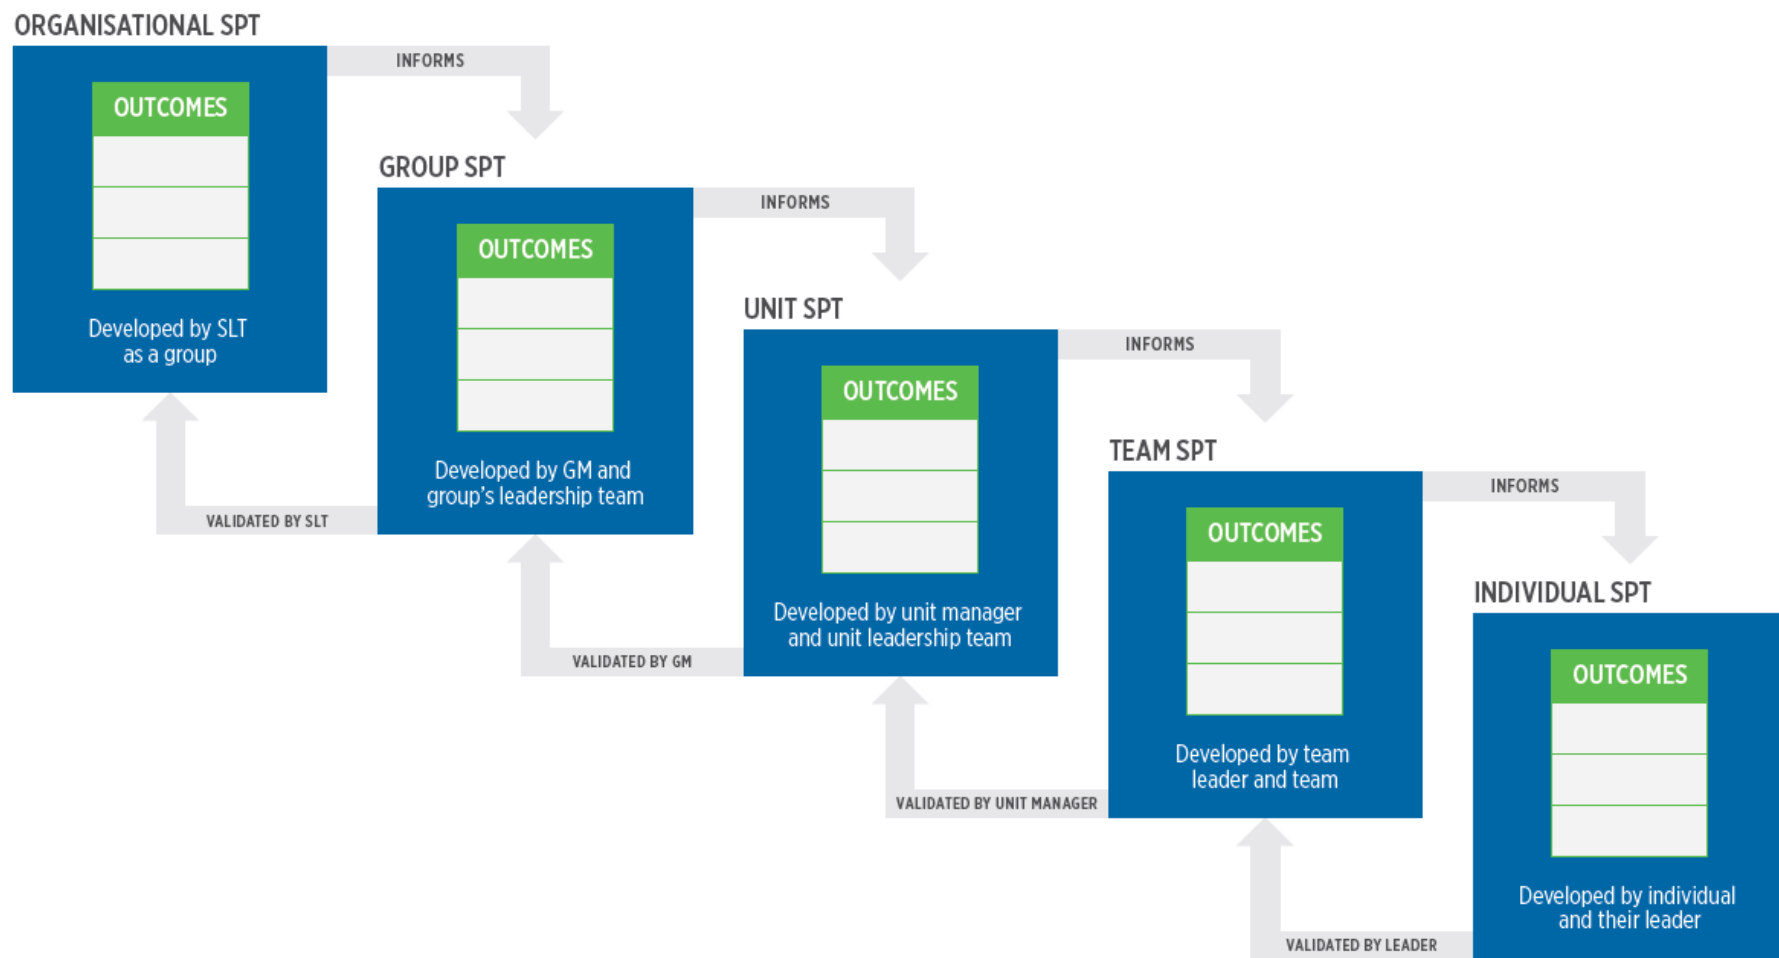 ORGANISATIONAL SPT
INFORMS
OUTCOMES
Developed by SLT
as a group
GROUP SPT
INFORMS
OUTCOMES
Developed by GM and
group's leadership team
VALIDATED BY SLT
UNIT SPT
INFORMS
OUTCOMES
Developed by unit manager
and unit leadership team
VALIDATED BY GM
TEAM SPT
INFORMS
OUTCOMES
Developed by team
leader and team
VALIDATED BY UNIT MANAGER
INDIVIDUAL SPT
OUTCOMES
Developed by individual
and their leader
VALIDATED BY LEADER